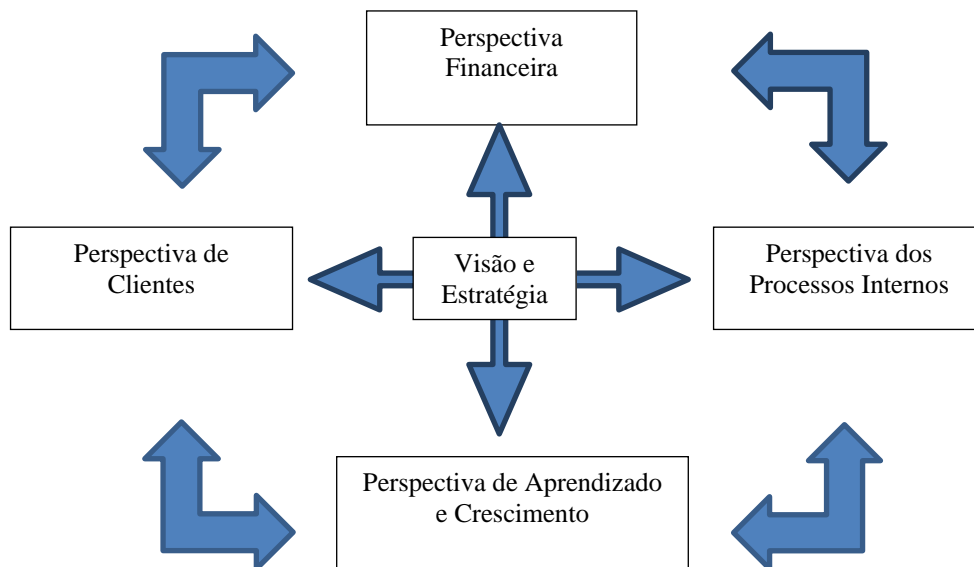 Perspectiva
Financeira
Perspectiva de
Clientes
Visão e
Estratégia
Perspectiva dos
Processos Internos
Perspectiva de Aprendizado
e Crescimento